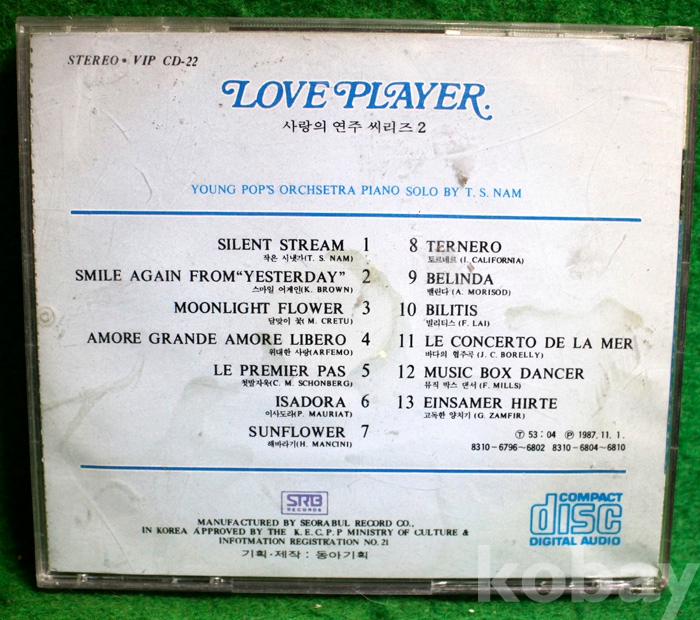 STEREO • VIP CD-22
LOVE PLAYER.
사랑의 연주 씨리즈 2
YOUNG POP'S ORCHSETRA PIANO SOLO BY T. S. NAM
SILENT STREAM 1
작은 시냇가(T. S. NAM)
SMILE AGAIN FROM “YESTERDAY” 2
스마일 어게인(K. BROWN)
MOONLIGHT FLOWER 3
달맞이 꽃(M. CRETU)
AMORE GRANDE AMORE LIBERO 4
위대한 사랑(ARFEMO)
LE PREMIER PAS 5
첫발자욱(C. M. SCHONBERG)
ISADORA 6
이사도라(P. MAURIAT)
SUNFLOWER 7
해바라기(H. MANCINI)
8 TERNERO
토르네르 (I. CALIFORNIA)
9 BELINDA
벨린다 (A. MORISOD)
10 BILITIS
빌리티스 (F. LAI)
11 LE CONCERTO DE LA MER
바다의 협주곡 (J. C. BORELLY)
12 MUSIC BOX DANCER
뮤직 박스 댄서 (F. MILLS)
13 EINSAMER HIRTE
고독한 양치기 (G. ZAMFIR)
Ⓣ 53 : 04 Ⓟ 1987. 11. 1.
8310-6796~6802 8310-6804~6810
SRB
RECORDS
MANUFACTURED BY SEORABUL RECORD CO.,
IN KOREA APPROVED BY THE K. E. C. P. P MINISTRY OF CULTURE &
INFOTMATION REGISTRATION NO. 21
기획·제작 : 동아기획
COMPACT
disc
DIGITAL AUDIO
kobay